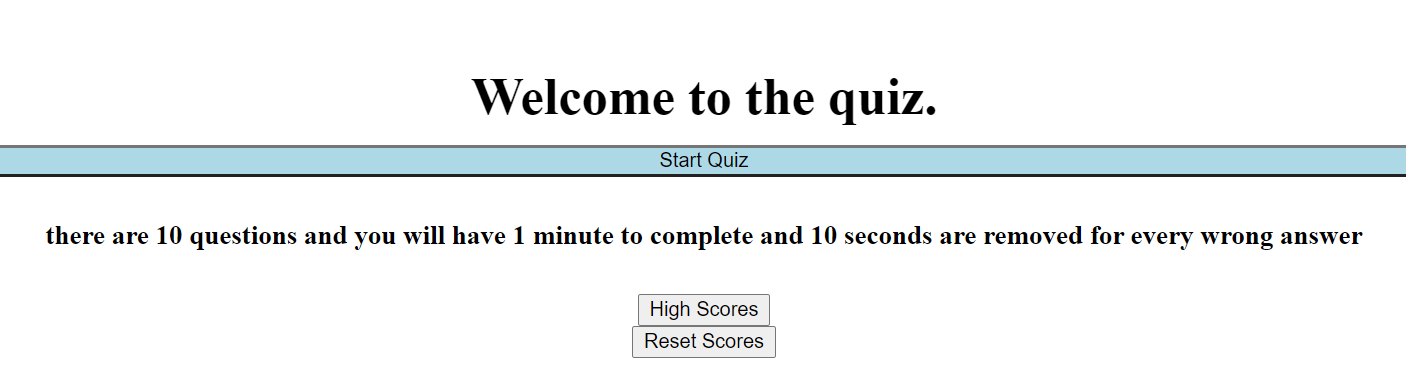 Welcome to the quiz.
Start Quiz
there are 10 questions and you will have 1 minute to complete and 10 seconds are removed for every wrong answer
High Scores
Reset Scores